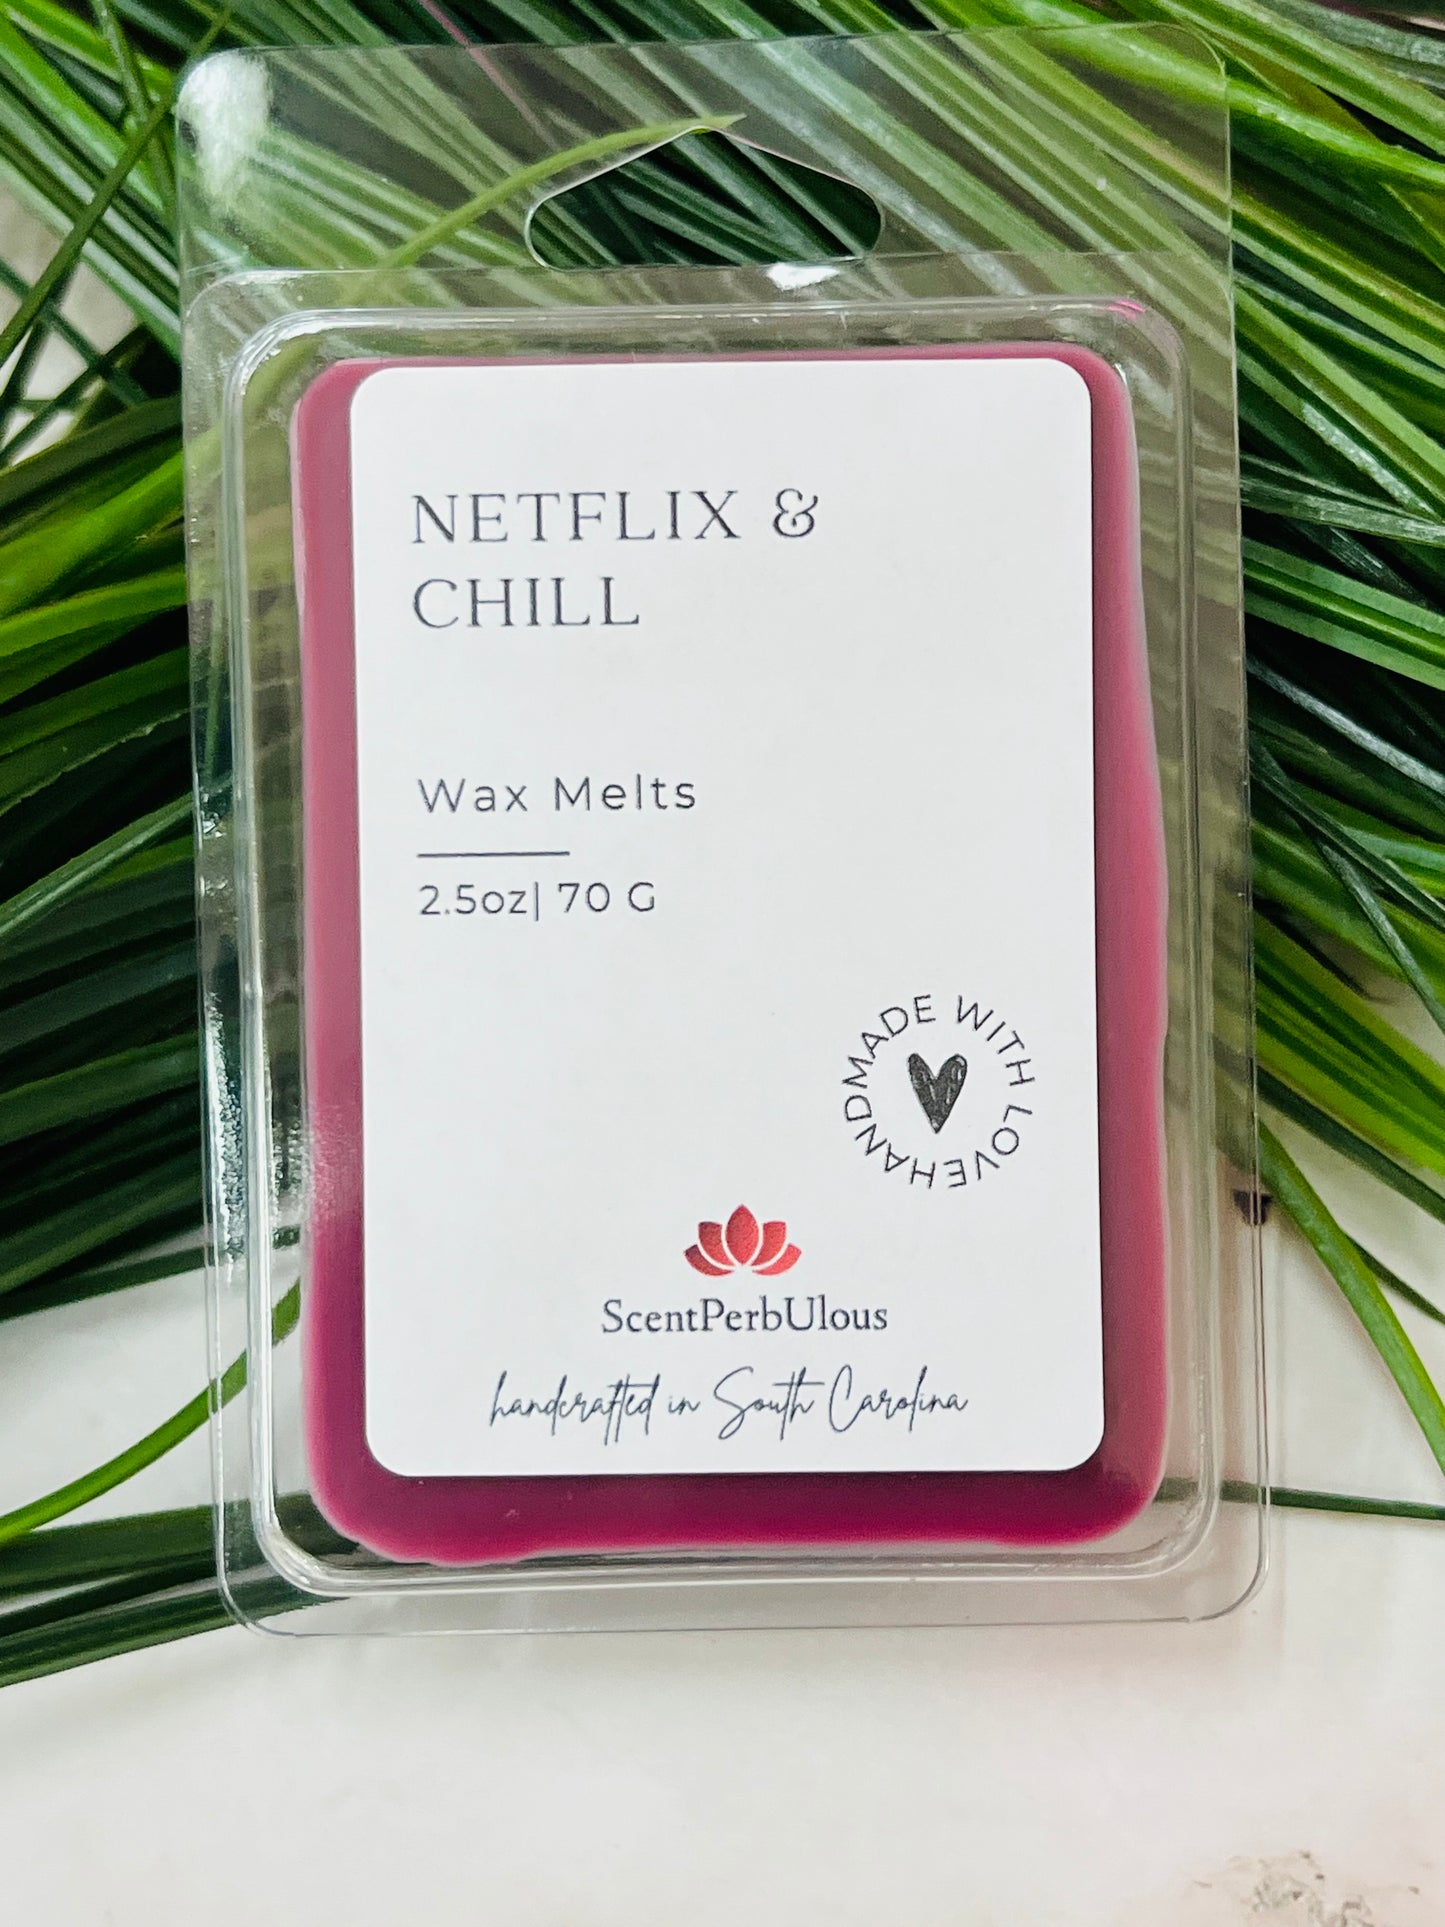 NETFLIX &
CHILL
Wax Melts
2.5oz| 70 G
HANDMADE WITH LOVE
ScentPerbUlous
handcrafted in South Carolina